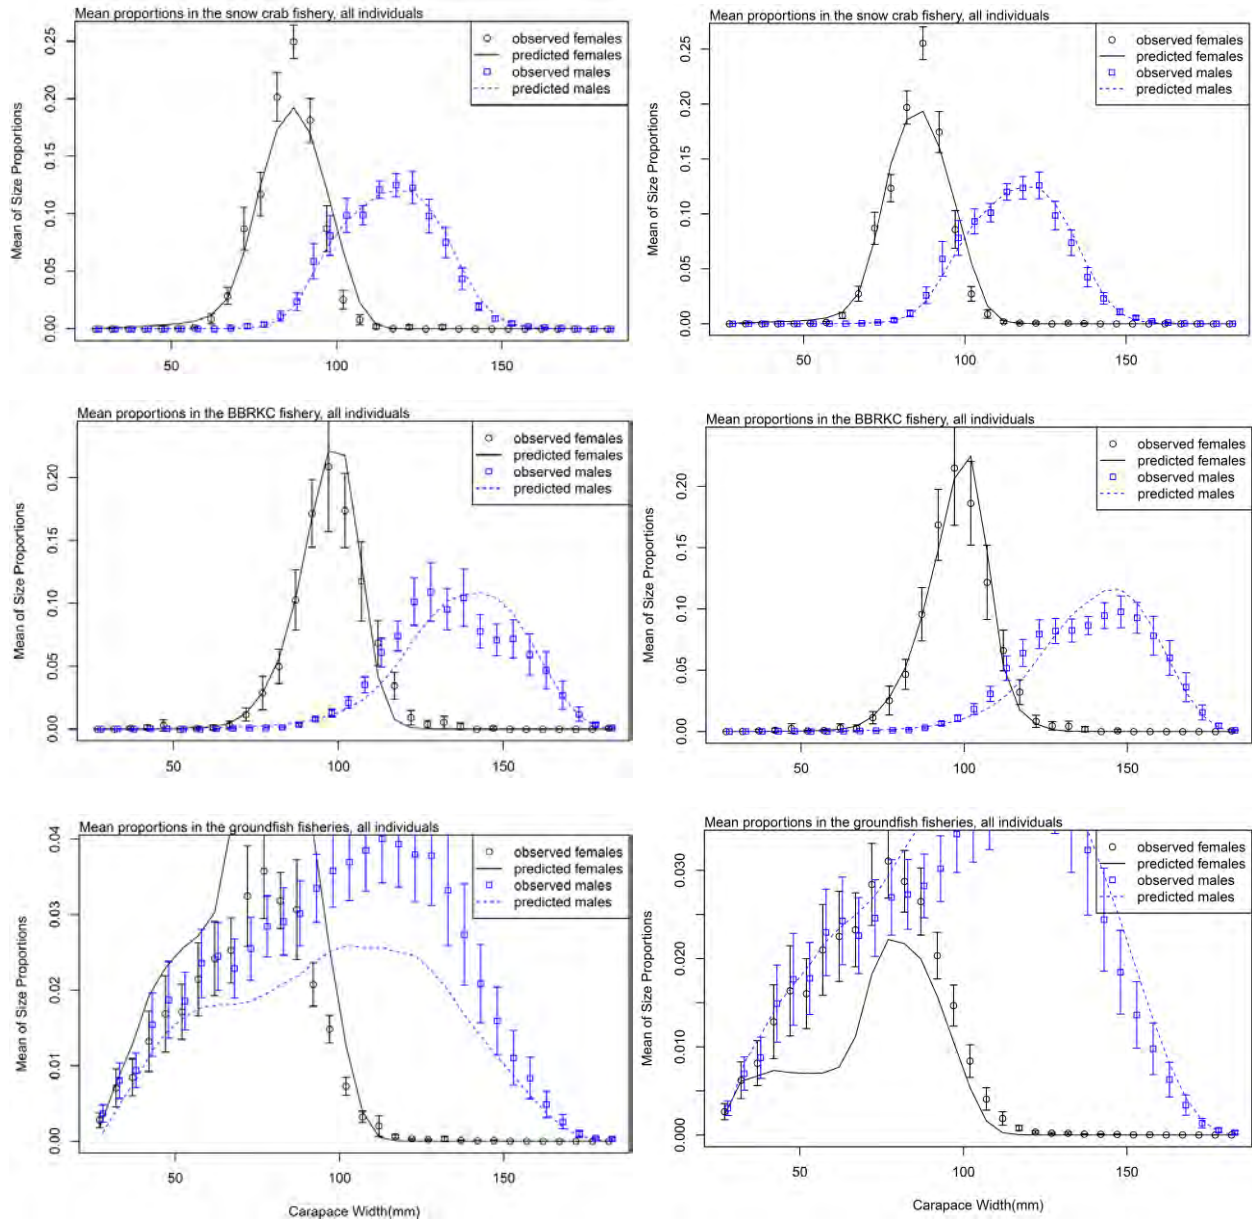 Mean proportions in the snow crab fishery, all individuals
observed females
predicted females
observed males
predicted males
Mean of Size Proportions
0.25
0.20
0.15
0.10
0.05
0.00
50
100
150
Mean proportions in the snow crab fishery, all individuals
observed females
predicted females
observed males
predicted males
Mean of Size Proportions
0.25
0.20
0.15
0.10
0.05
0.00
50
100
150
Mean proportions in the BBRKC fishery, all individuals
observed females
predicted females
observed males
predicted males
Mean of Size Proportions
0.20
0.15
0.10
0.05
0.00
50
100
150
Mean proportions in the BBRKC fishery, all individuals
observed females
predicted females
observed males
predicted males
Mean of Size Proportions
0.20
0.15
0.10
0.05
0.00
50
100
150
Mean proportions in the groundfish fisheries, all individuals
observed females
predicted females
observed males
predicted males
Mean of Size Proportions
0.04
0.03
0.02
0.01
0.00
50
100
150
Carapace Width(mm)
Mean proportions in the groundfish fisheries, all individuals
observed females
predicted females
observed males
predicted males
Mean of Size Proportions
0.030
0.020
0.010
0.000
50
100
150
Carapace Width(mm)